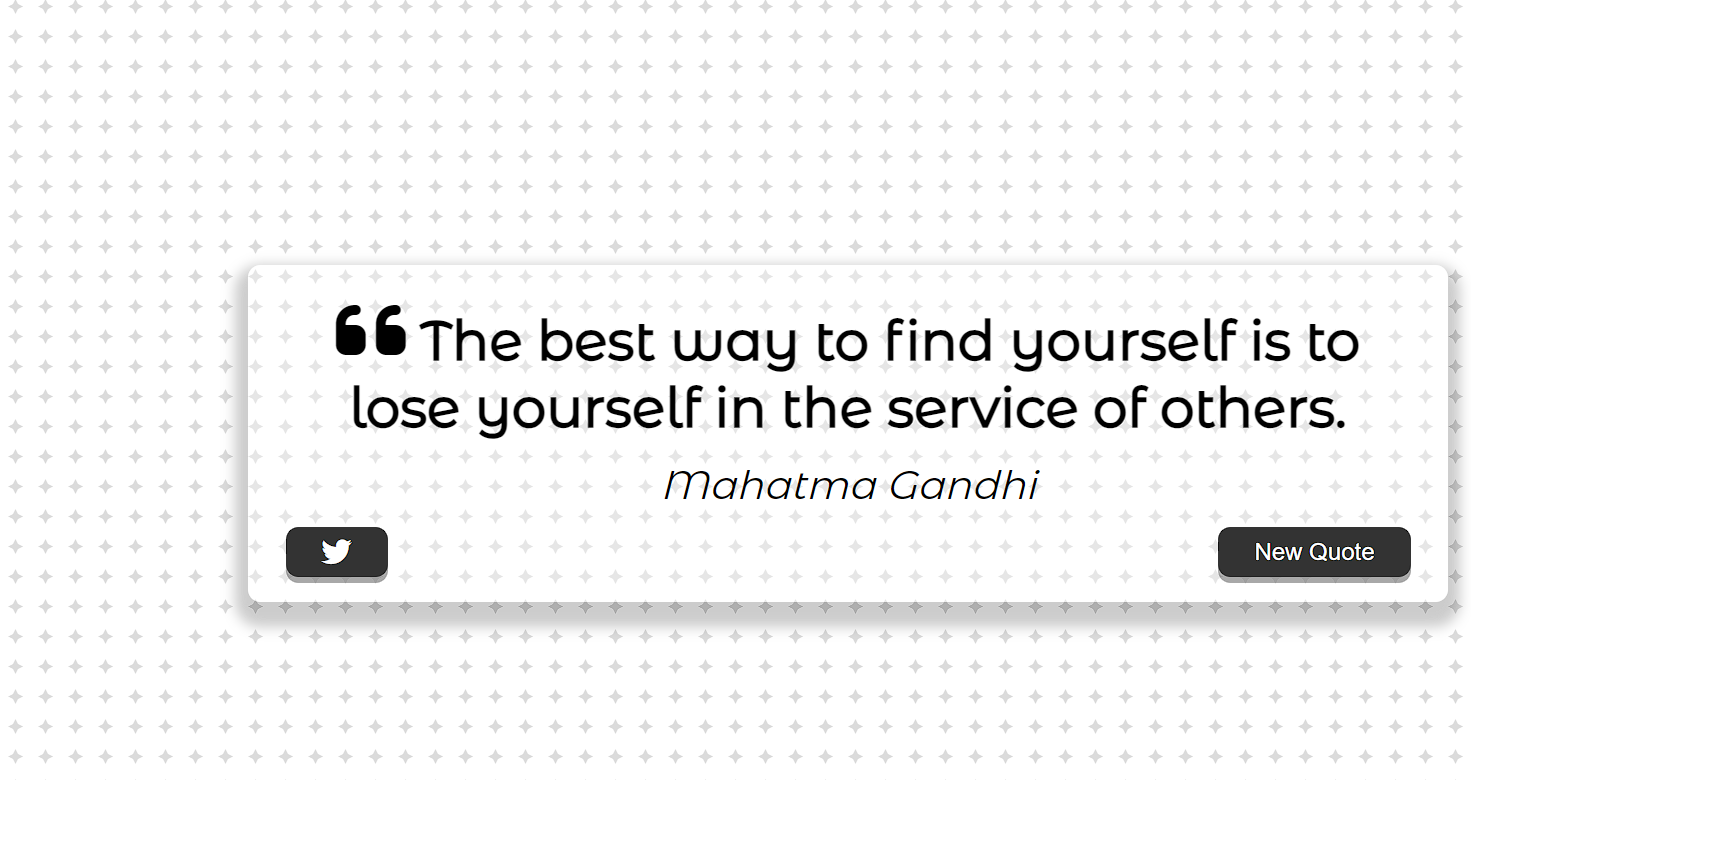 The best way to find yourself is to
lose yourself in the service of others.
Mahatma Gandhi
New Quote